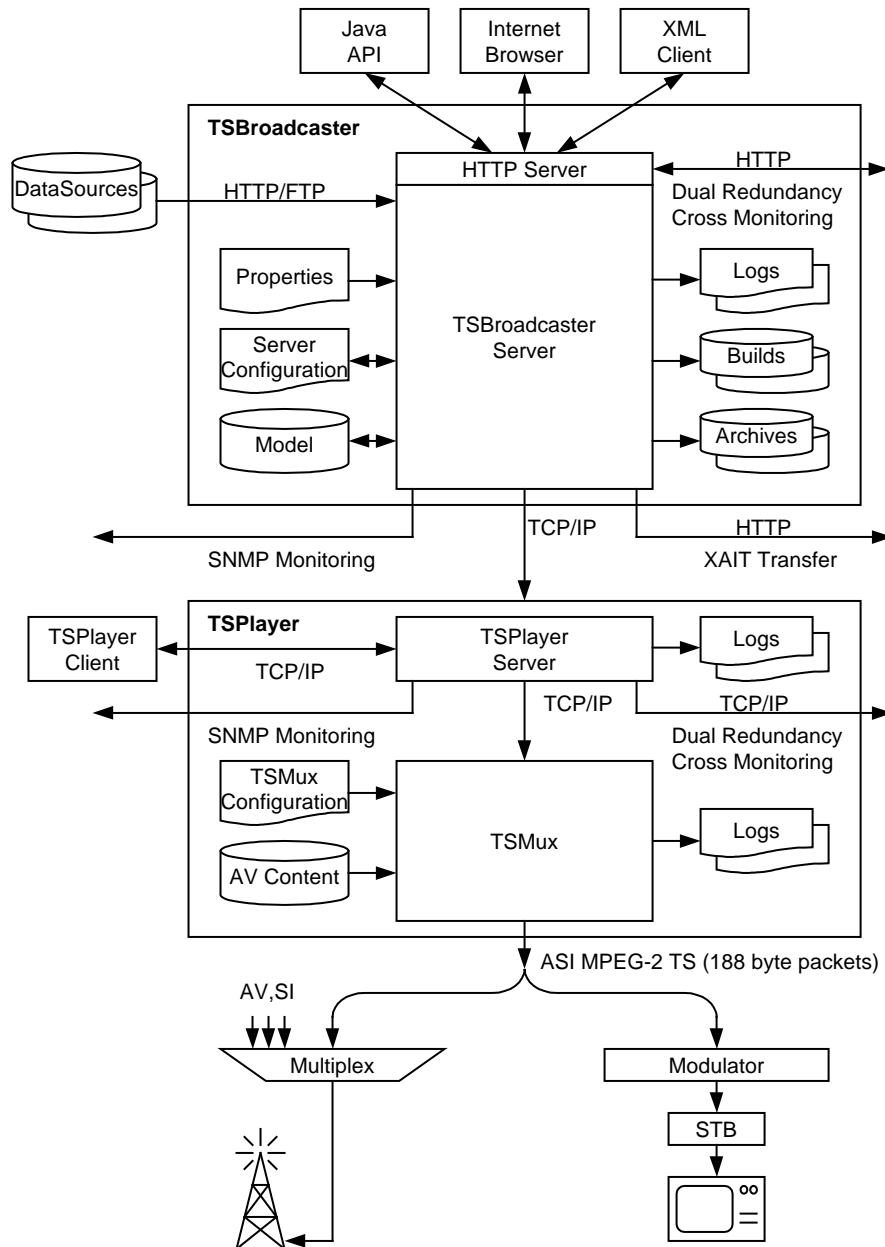 Java
API
Internet
Browser
XML
Client
TSBroadcaster
HTTP Server
HTTP
DataSources
HTTP/FTP
Dual Redundancy
Cross Monitoring
Properties
Logs
TSBroadcaster
Server
Server
Configuration
Builds
Model
Archives
TCP/IP
HTTP
SNMP Monitoring
XAIT Transfer
TSPlayer
TSPlayer
Client
TCP/IP
TSPlayer
Server
Logs
TCP/IP
TCP/IP
SNMP Monitoring
Dual Redundancy
Cross Monitoring
TSMux
Configuration
TSMux
Logs
AV Content
ASI MPEG-2 TS (188 byte packets)
AV,SI
Multiplex
Modulator
STB